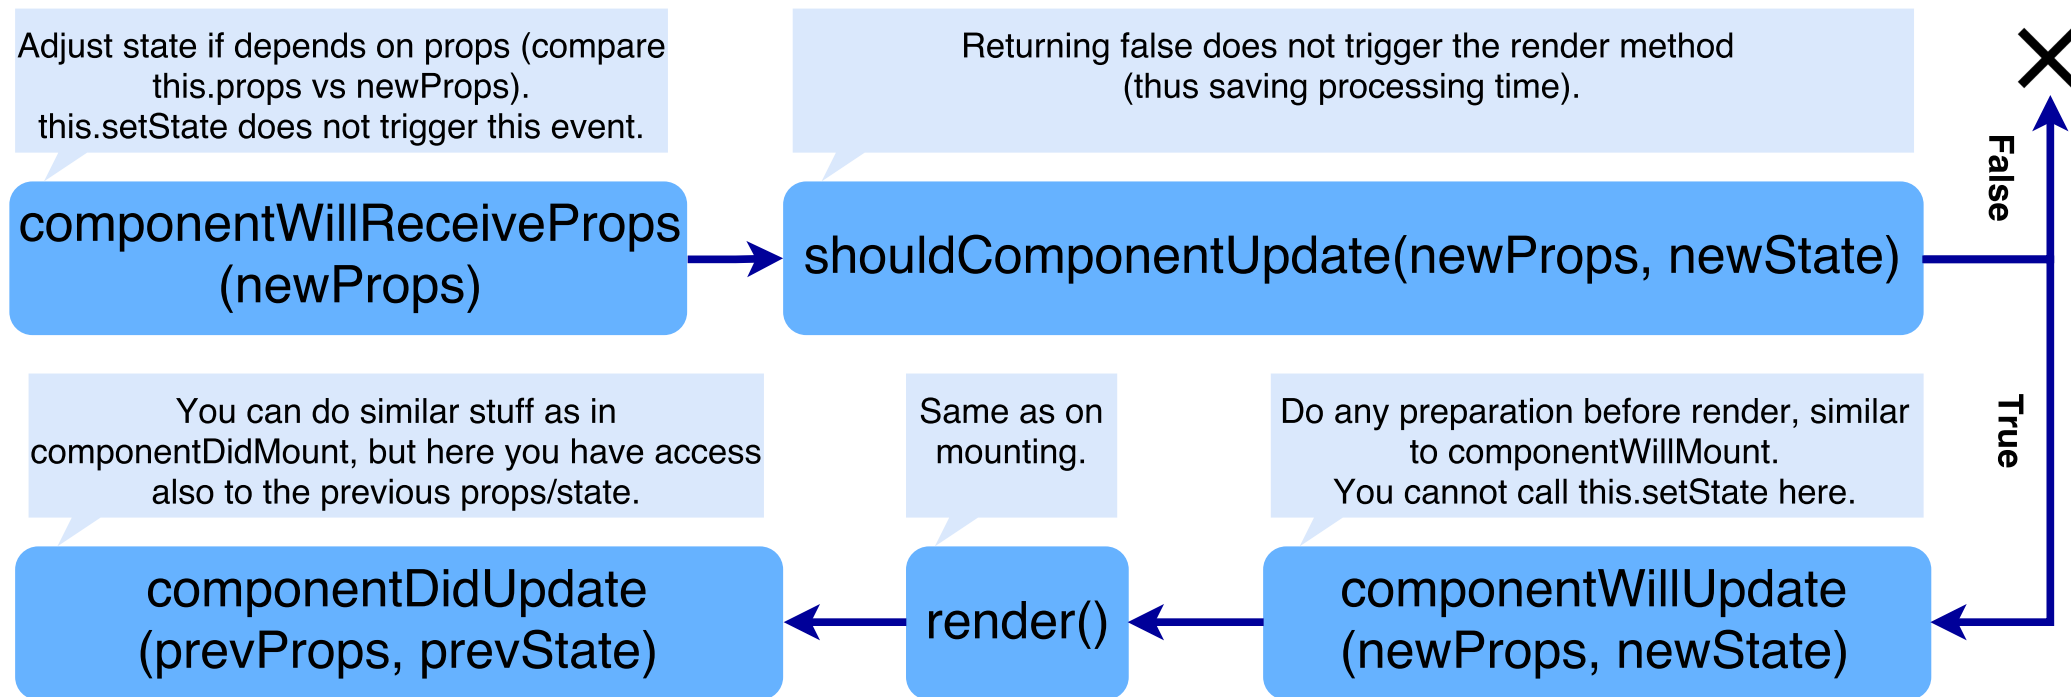 Adjust state if depends on props (compare
this.props vs newProps).
this.setState does not trigger this event.
Returning false does not trigger the render method
(thus saving processing time).
componentWillReceiveProps
(newProps)
shouldComponentUpdate(newProps, newState)
False
True
You can do similar stuff as in
componentDidMount, but here you have access
also to the previous props/state.
Same as on
mounting.
Do any preparation before render, similar
to componentWillMount.
You cannot call this.setState here.
componentDidUpdate
(prevProps, prevState)
render()
componentWillUpdate
(newProps, newState)